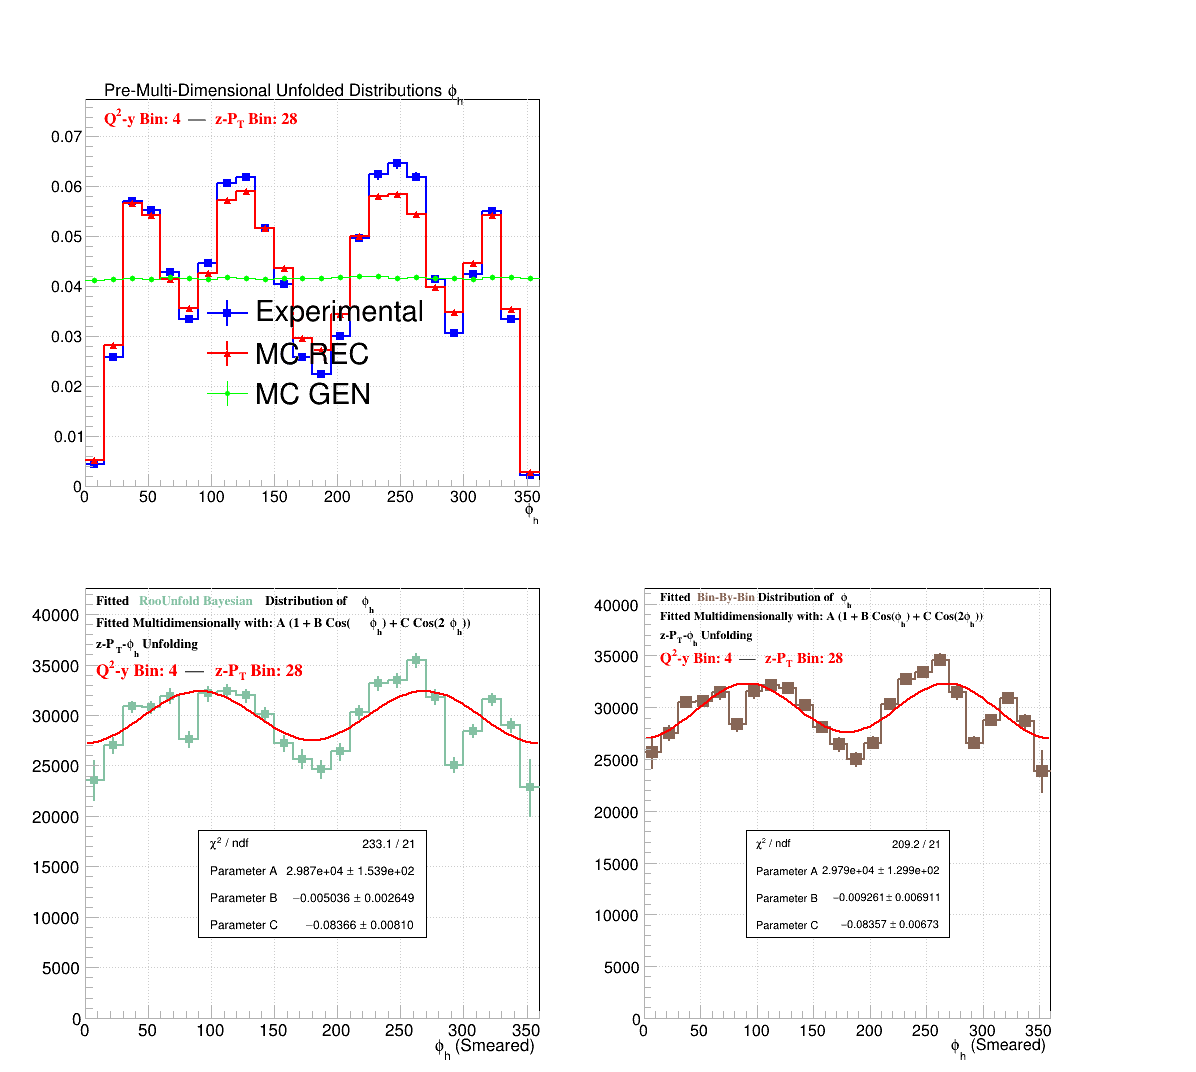 Pre-Multi-Dimensional Unfolded Distributions ϕh
Q²-y Bin: 4 — z-PT Bin: 28
0.07
0.06
0.05
0.04
0.03
0.02
0.01
0
Experimental
MC REC
MC GEN
0 50 100 150 200 250 300 350
ϕh
Fitted RooUnfold Bayesian Distribution of ϕh
Fitted Multidimensionally with: A (1 + B Cos( ϕh) + C Cos(2 ϕh))
z-PT-ϕh Unfolding
Q²-y Bin: 4 — z-PT Bin: 28
40000
35000
30000
25000
20000
15000
10000
5000
0
χ² / ndf 233.1 / 21
Parameter A 2.987e+04 ± 1.539e+02
Parameter B −0.005036 ± 0.002649
Parameter C −0.08366 ± 0.00810
0 50 100 150 200 250 300 350
ϕh (Smeared)
Fitted Bin-By-Bin Distribution of ϕh
Fitted Multidimensionally with: A (1 + B Cos(ϕh) + C Cos(2ϕh))
z-PT-ϕh Unfolding
Q²-y Bin: 4 — z-PT Bin: 28
40000
35000
30000
25000
20000
15000
10000
5000
0
χ² / ndf 209.2 / 21
Parameter A 2.979e+04 ± 1.299e+02
Parameter B −0.009261 ± 0.006911
Parameter C −0.08357 ± 0.00673
0 50 100 150 200 250 300 350
ϕh (Smeared)